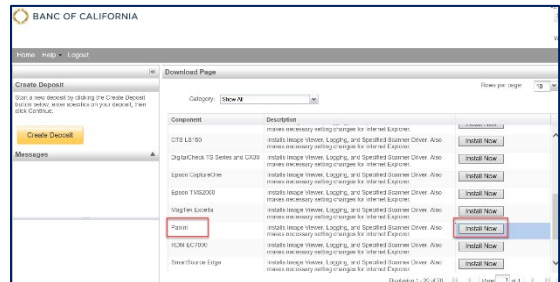 BANC OF CALIFORNIA
Home Help Logout
Create Deposit
Start a new deposit by clicking the Create Deposit
button below, enter specifics on your deposit, then
click Continue.
Create Deposit
Messages
Download Page
Rows per page: 10
Category: Show All
Component Description
makes necessary setting changes for Internet Explorer.
CTS LS150 Installs Image Viewer, Logging, and Specified Scanner Driver. Also makes necessary setting changes for Internet Explorer. Install Now
DigitalCheck TS Series and CX30 Installs Image Viewer, Logging, and Specified Scanner Driver. Also makes necessary setting changes for Internet Explorer. Install Now
Epson CaptureOne Installs Image Viewer, Logging, and Specified Scanner Driver. Also makes necessary setting changes for Internet Explorer. Install Now
Epson TMS2000 Installs Image Viewer, Logging, and Specified Scanner Driver. Also makes necessary setting changes for Internet Explorer. Install Now
MagTek Excella Installs Image Viewer, Logging, and Specified Scanner Driver. Also makes necessary setting changes for Internet Explorer. Install Now
Panini Installs Image Viewer, Logging, and Specified Scanner Driver. Also makes necessary setting changes for Internet Explorer. Install Now
RDM EC7000 Installs Image Viewer, Logging, and Specified Scanner Driver. Also makes necessary setting changes for Internet Explorer. Install Now
SmartSource Edge Installs Image Viewer, Logging, and Specified Scanner Driver. Also makes necessary setting changes for Internet Explorer. Install Now